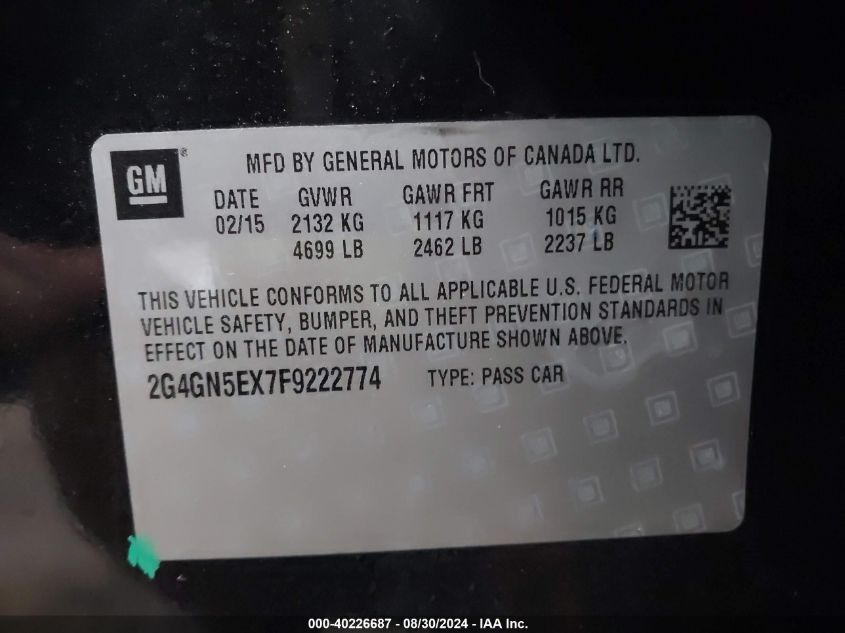 GM®
MFD BY GENERAL MOTORS OF CANADA LTD.
DATE GVWR GAWR FRT GAWR RR
02/15 2132 KG 1117 KG 1015 KG
4699 LB 2462 LB 2237 LB
THIS VEHICLE CONFORMS TO ALL APPLICABLE U.S. FEDERAL MOTOR
VEHICLE SAFETY, BUMPER, AND THEFT PREVENTION STANDARDS IN
EFFECT ON THE DATE OF MANUFACTURE SHOWN ABOVE.
2G4GN5EX7F9222774 TYPE: PASS CAR
000-40226687 - 08/30/2024 - IAA Inc.